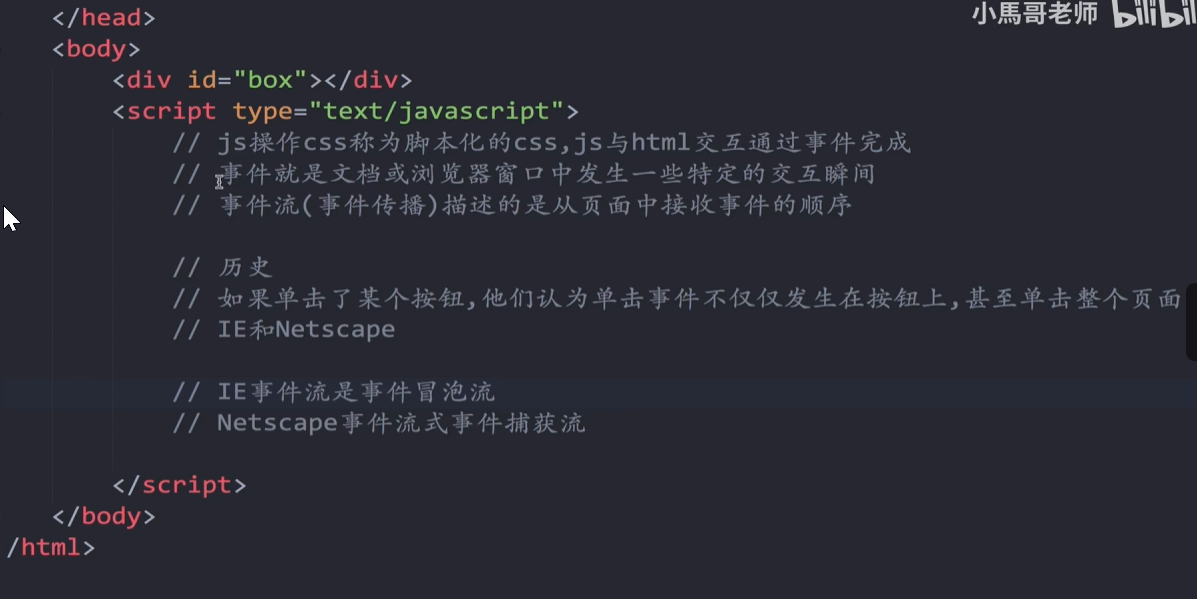 小馬哥老师 bilibil
</head>
<body>
<div id="box"></div>
<script type="text/javascript">
// js操作css称为脚本化的css,js与html交互通过事件完成
// 事件就是文档或浏览器窗口中发生一些特定的交互瞬间
// 事件流(事件传播)描述的是从页面中接收事件的顺序
// 历史
// 如果单击了某个按钮,他们认为单击事件不仅仅发生在按钮上,甚至单击整个页面
// IE和Netscape
// IE事件流是事件冒泡流
// Netscape事件流式事件捕获流
</script>
</body>
/html>